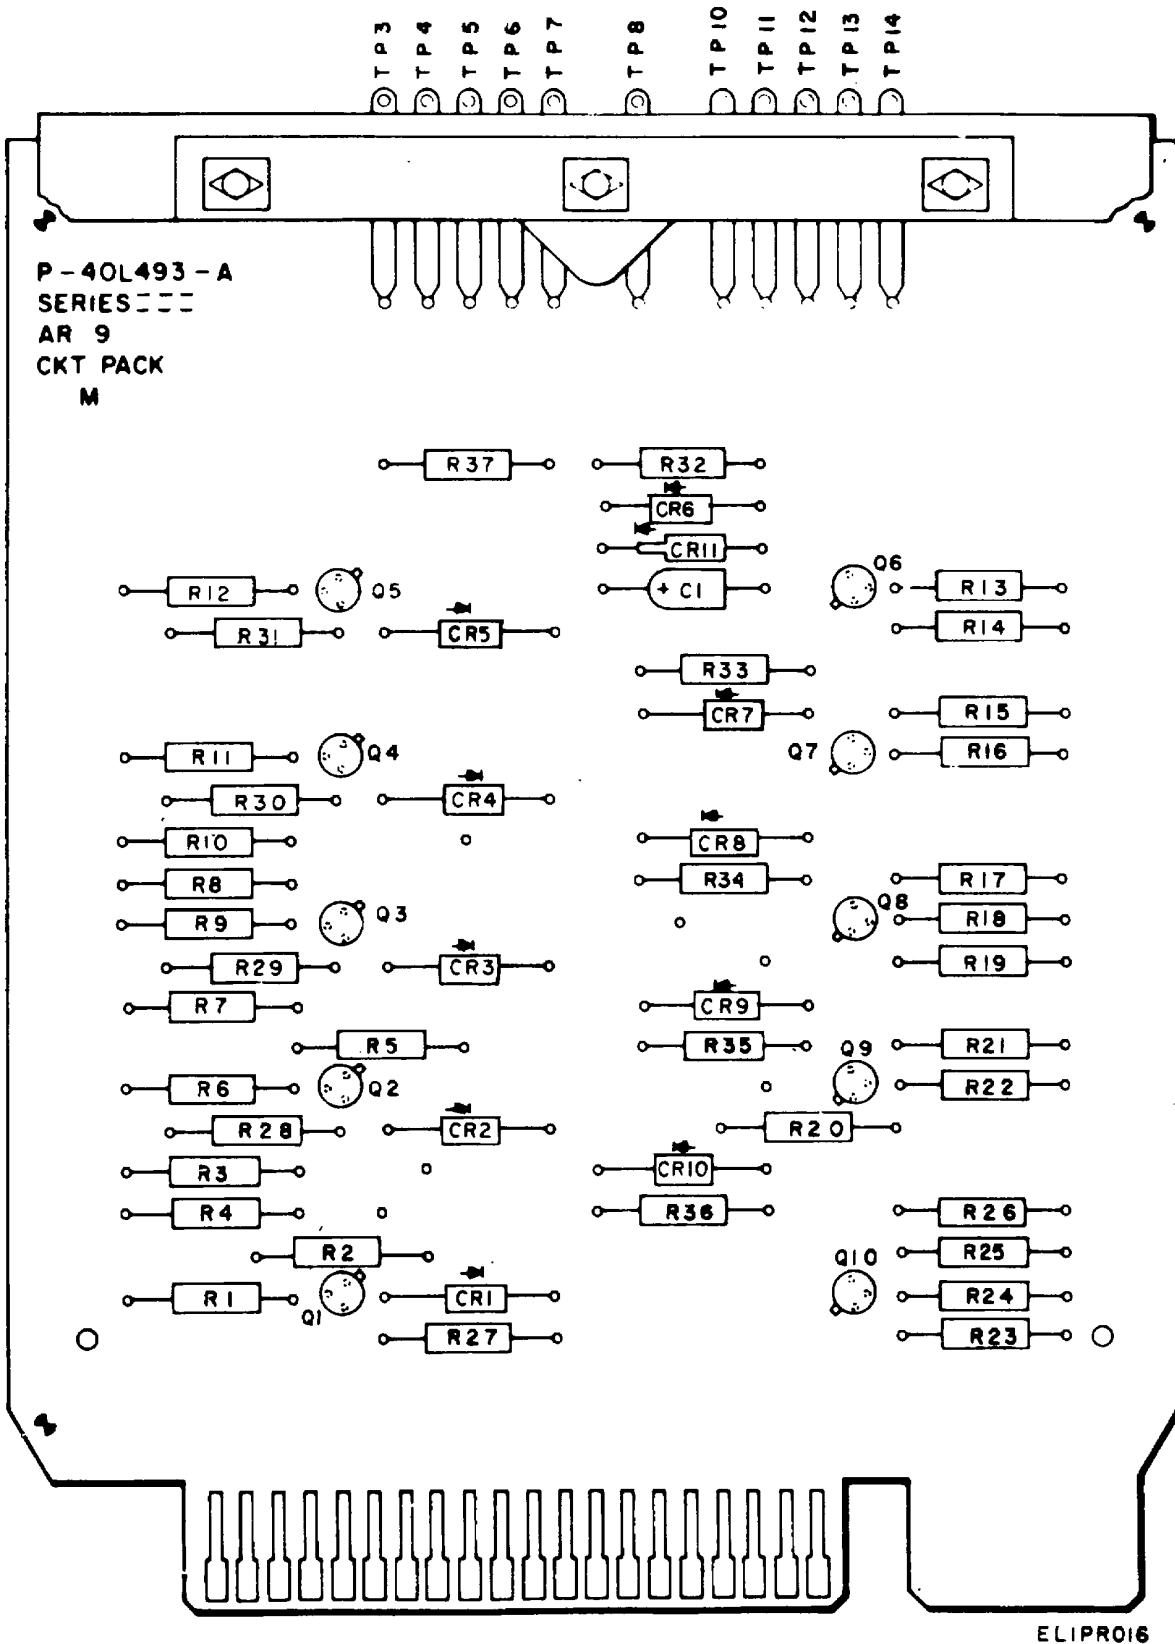 TP3 TP4 TP5 TP6 TP7 TP8 TP10 TP11 TP12 TP13 TP14
P-40L493-A
SERIES
AR 9
CKT PACK
M
R37 R32
CR6
CR11
R12 Q5 + C1 Q6 R13
R31 CR5 R14
R33
CR7 R15
R11 Q4 Q7 R16
R30 CR4
R10 CR8
R8 R34 R17
R9 Q3 Q8 R18
R29 CR3 R19
R7 CR9
R5 R35 R21
R6 Q2 Q9 R22
R28 CR2 R20
R3 CR10
R4 R36 R26
R2 R25
R1 Q1 CR1 Q10 R24
R27 R23
ELIPR016